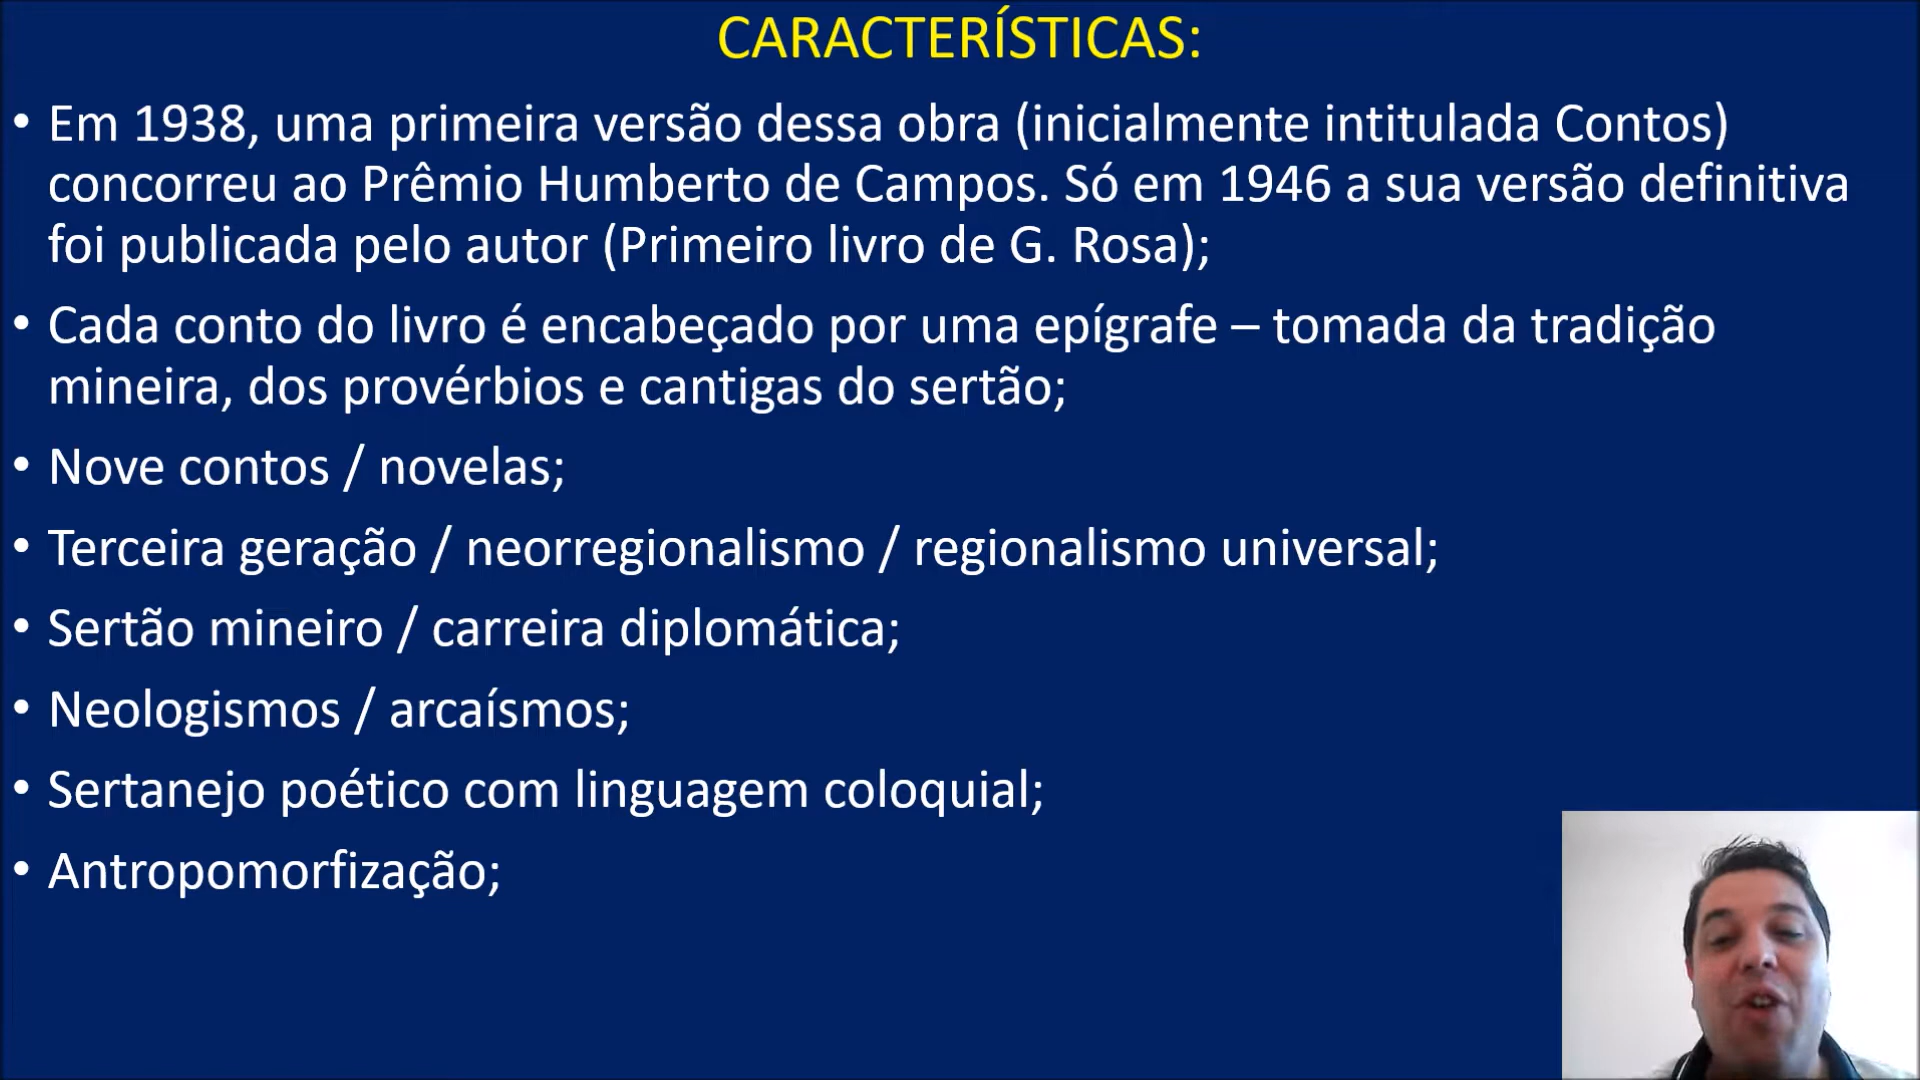 CARACTERÍSTICAS:
• Em 1938, uma primeira versão dessa obra (inicialmente intitulada Contos)
concorreu ao Prêmio Humberto de Campos. Só em 1946 a sua versão definitiva
foi publicada pelo autor (Primeiro livro de G. Rosa);
• Cada conto do livro é encabeçado por uma epígrafe – tomada da tradição
mineira, dos provérbios e cantigas do sertão;
• Nove contos / novelas;
• Terceira geração / neorregionalismo / regionalismo universal;
• Sertão mineiro / carreira diplomática;
• Neologismos / arcaísmos;
• Sertanejo poético com linguagem coloquial;
• Antropomorfização;